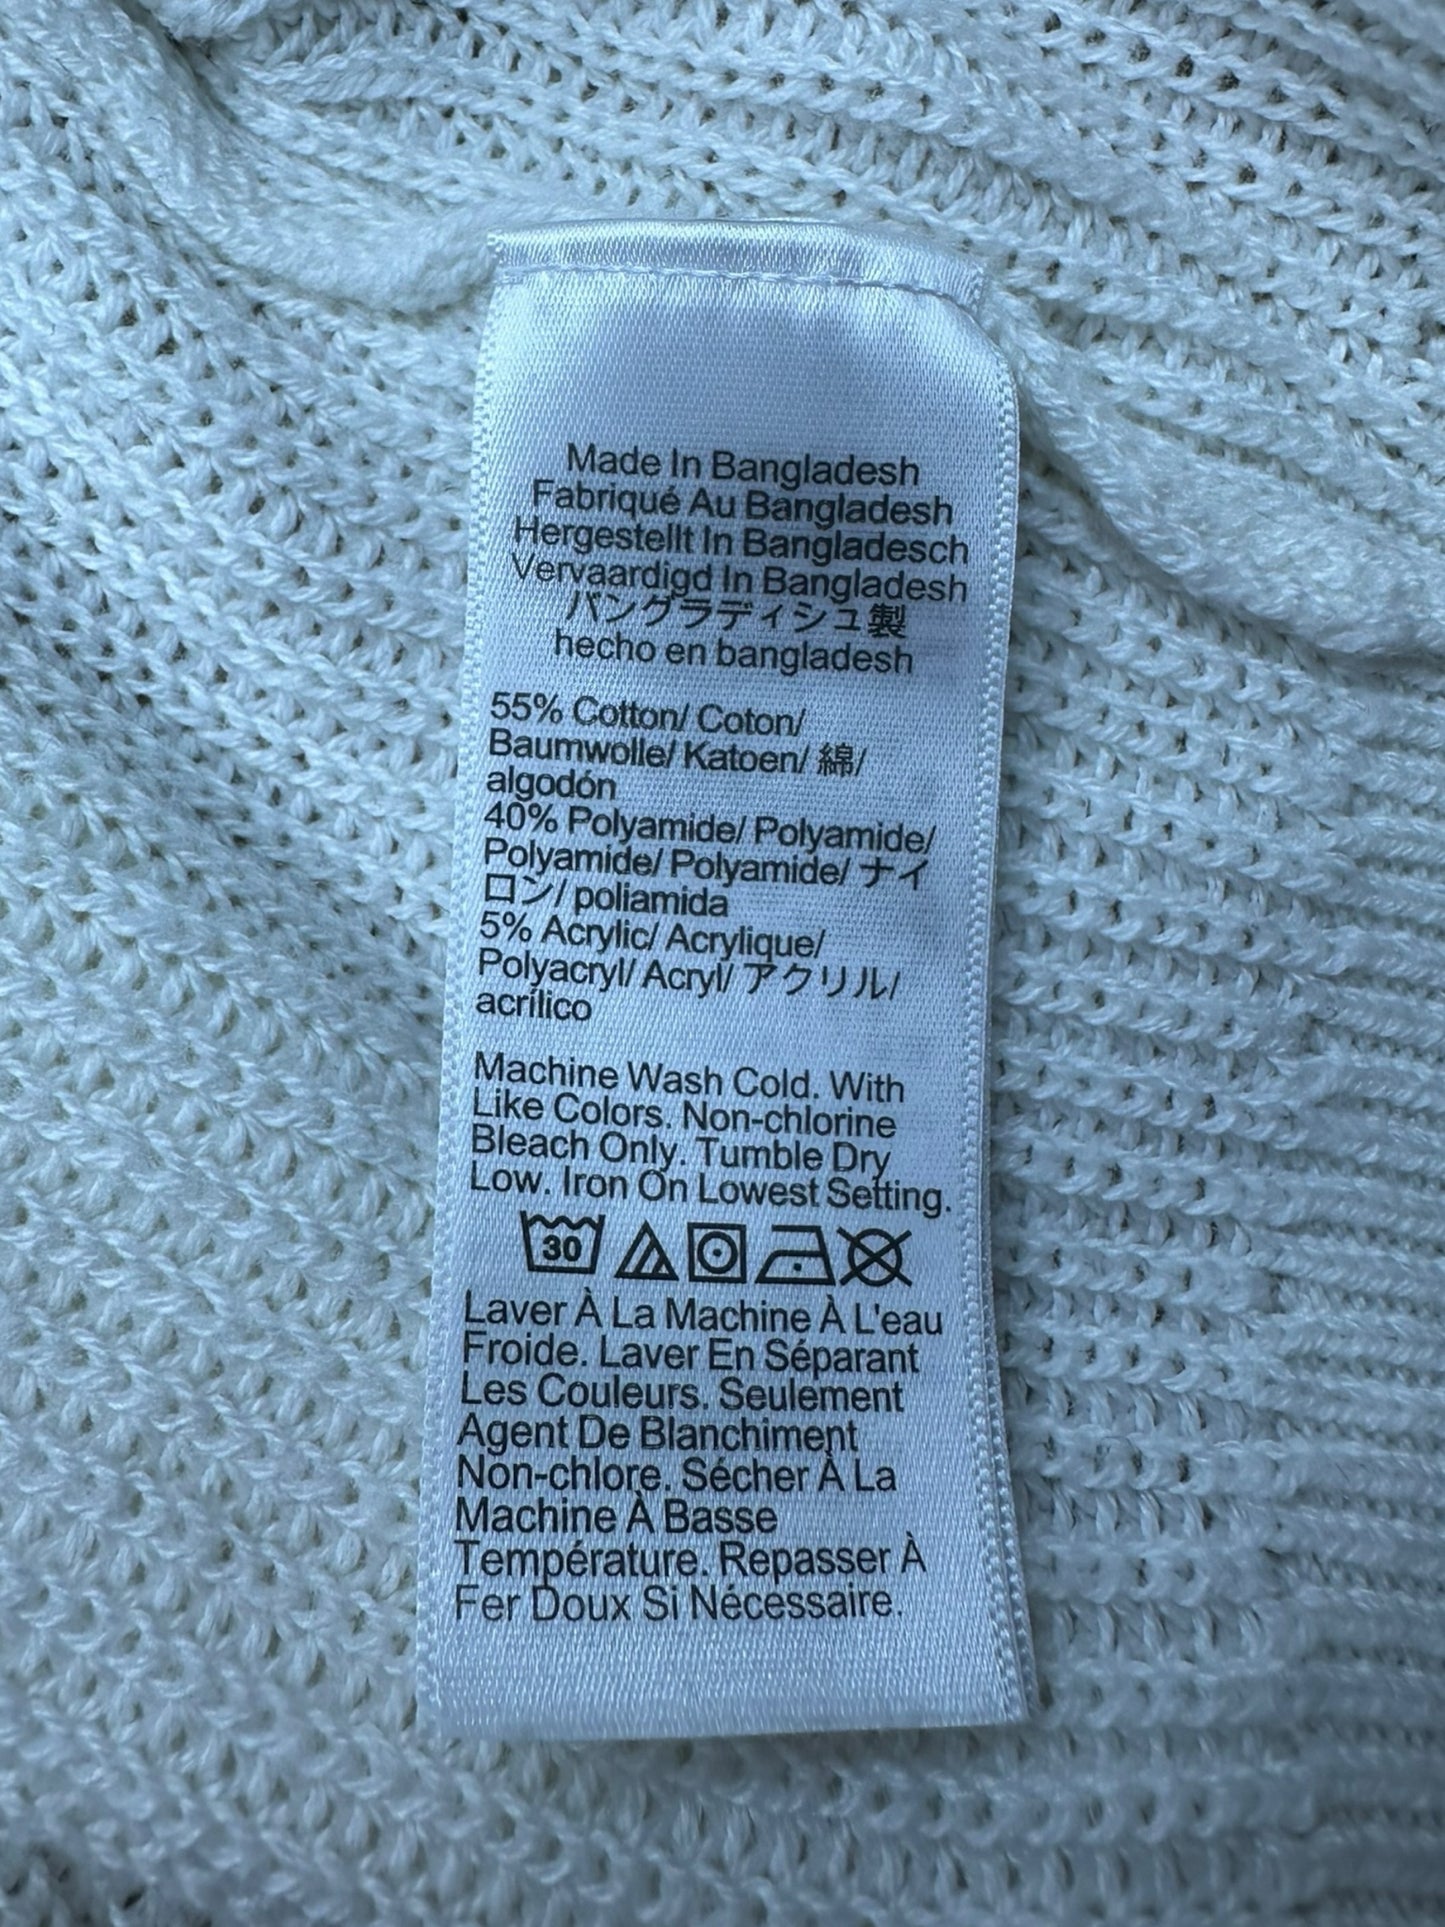 Made In Bangladesh
Fabriqué Au Bangladesh
Hergestellt In Bangladesch
Vervaardigd In Bangladesh
バングラディシュ製
hecho en bangladesh
55% Cotton/ Coton/
Baumwolle/ Katoen/ 綿/
algodón
40% Polyamide/ Polyamide/
Polyamide/ Polyamide/ ナイ
ロン/ poliamida
5% Acrylic/ Acrylique/
Polyacryl/ Acryl/ アクリル/
acrílico
Machine Wash Cold. With
Like Colors. Non-chlorine
Bleach Only. Tumble Dry
Low. Iron On Lowest Setting.
30
Laver À La Machine À L'eau
Froide. Laver En Séparant
Les Couleurs. Seulement
Agent De Blanchiment
Non-chlore. Sécher À La
Machine À Basse
Température. Repasser À
Fer Doux Si Nécessaire.